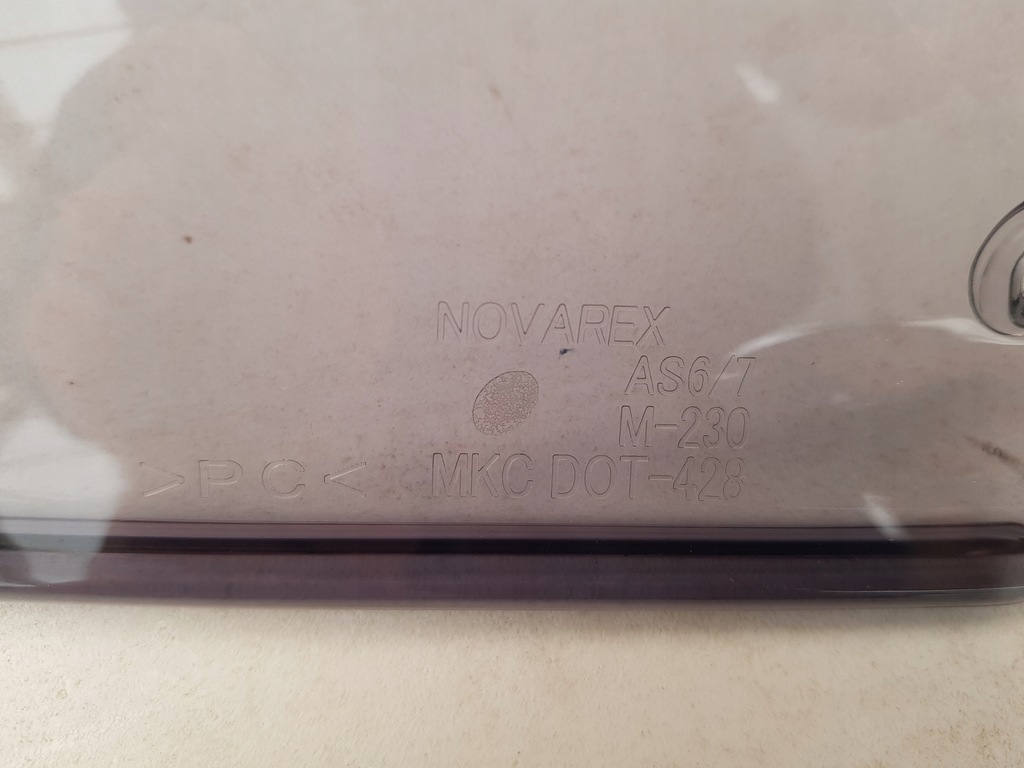 NOVAREX
AS6/7
M-230
>PC<
MKC DOT-428